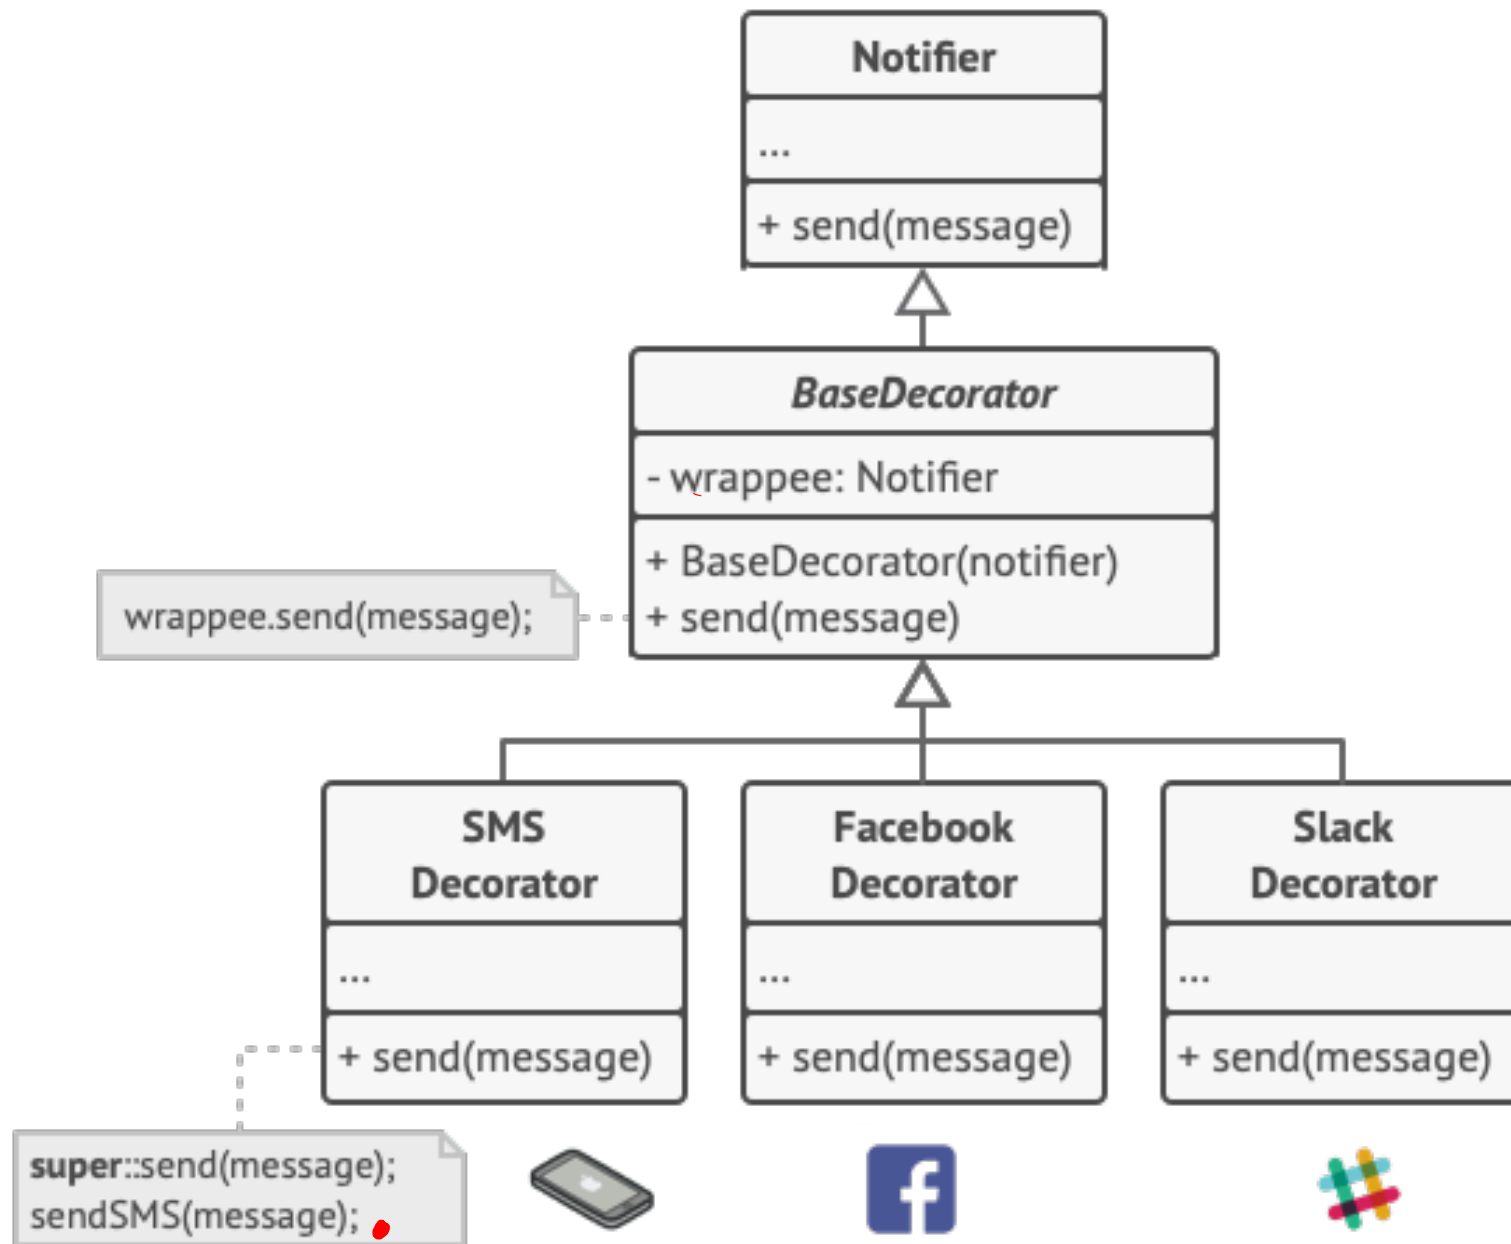 Notifier
...
+ send(message)
BaseDecorator
- wrappee: Notifier
+ BaseDecorator(notifier)
+ send(message)
wrappee.send(message);
SMS
Decorator
...
+ send(message)
Facebook
Decorator
...
+ send(message)
Slack
Decorator
...
+ send(message)
super::send(message);
sendSMS(message);